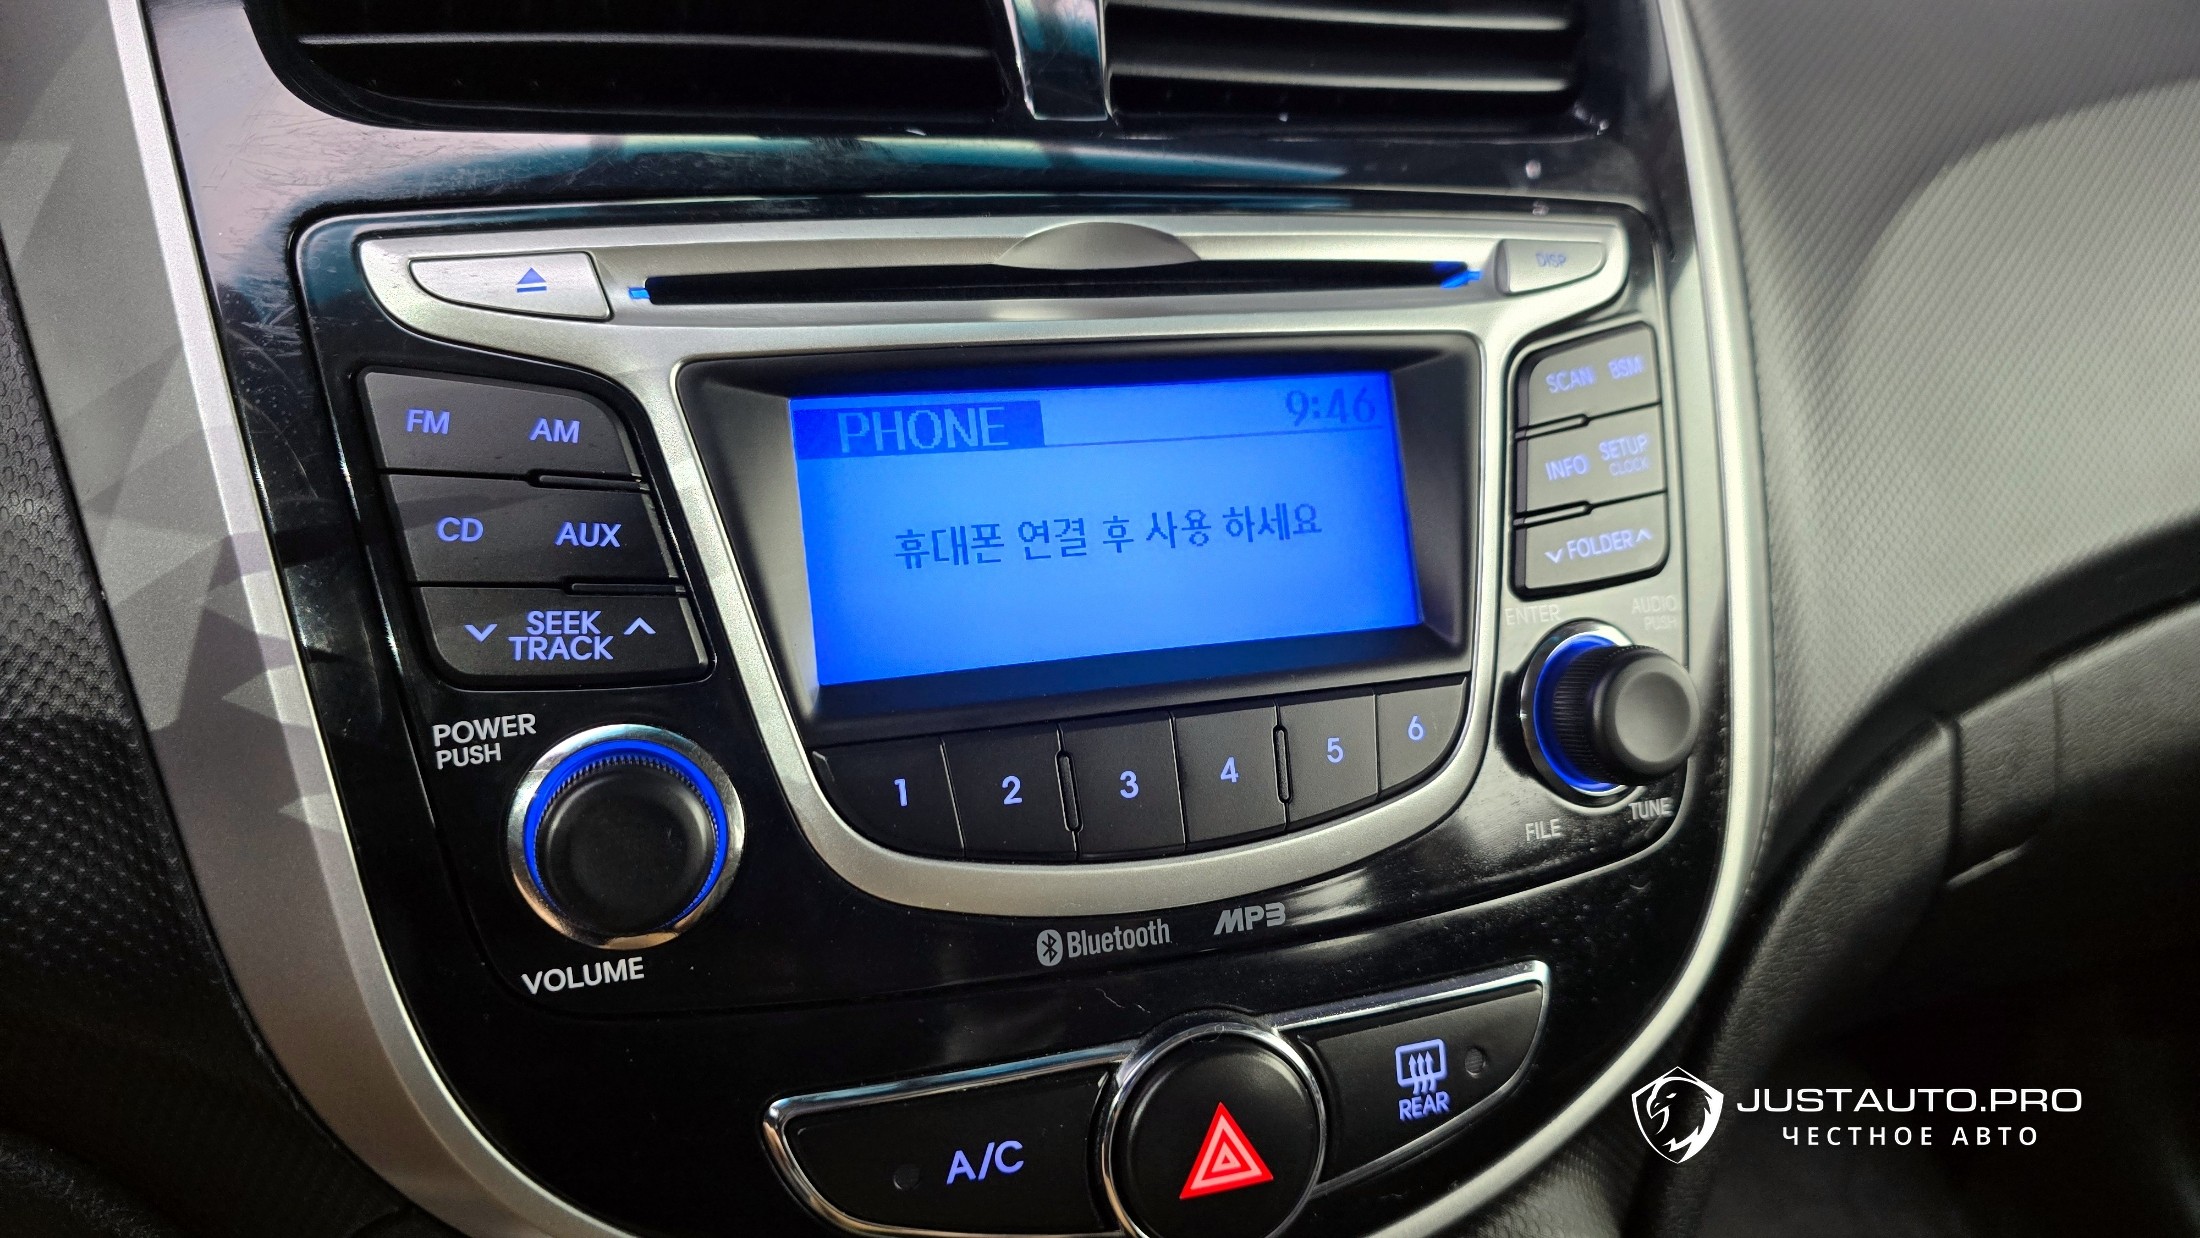 DISP
FM AM
SCAN BSM
PHONE 9:46
CD AUX
INFO SETUP
CLOCK
휴대폰 연결 후 사용 하세요
FOLDER
SEEK
TRACK
ENTER AUDIO
PUSH
POWER
PUSH
1 2 3 4 5 6
FILE TUNE
VOLUME
Bluetooth MP3
A/C
REAR
JUSTAUTO.PRO
ЧЕСТНОЕ АВТО